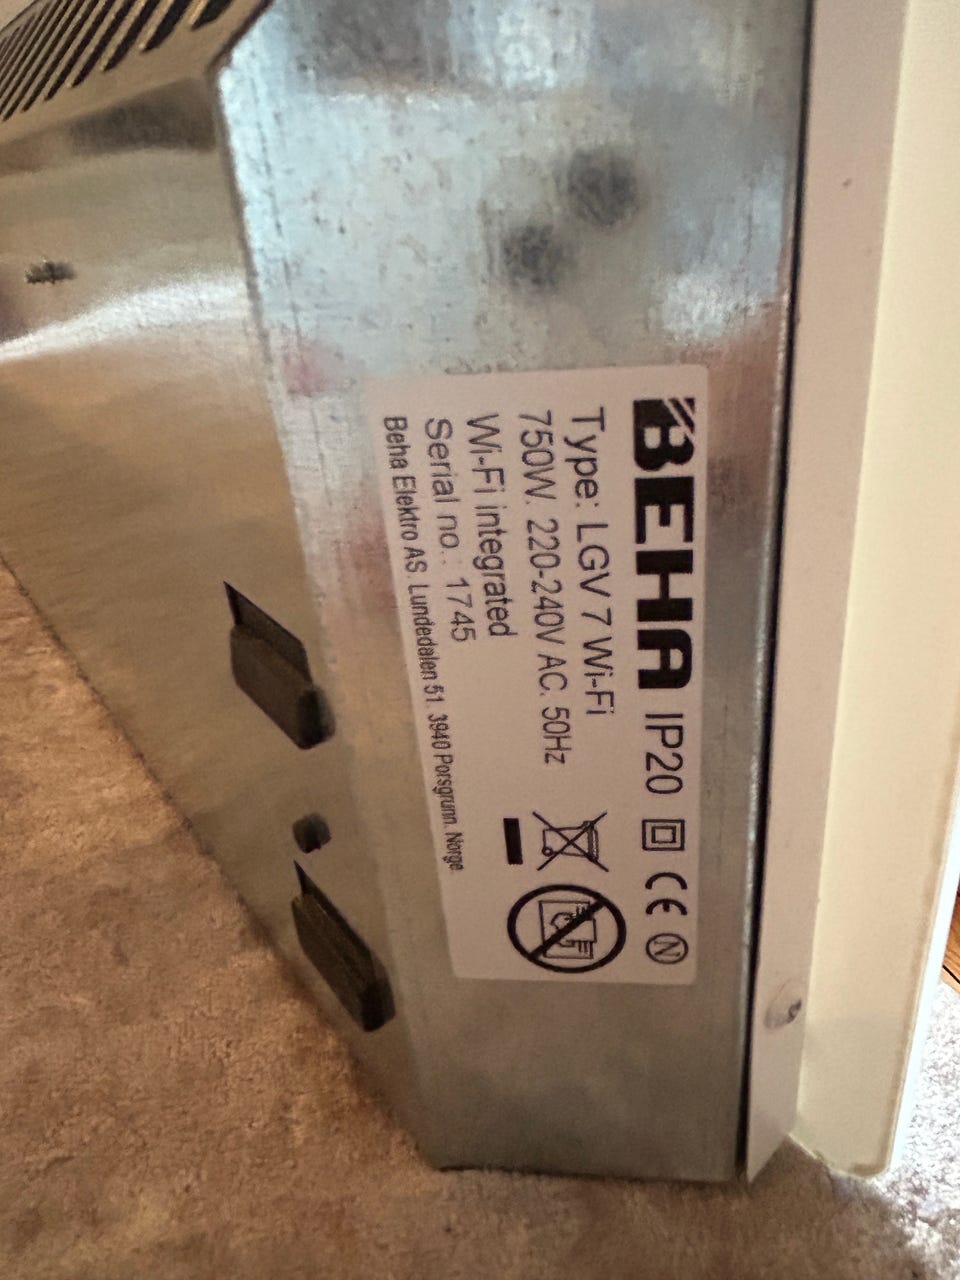 BEHA IP20 CE N
Type: LGV 7 Wi-Fi
750W. 220-240V AC. 50Hz
Wi-Fi integrated
Serial no.: 1745
Beha Elektro AS. Lundedalen 51. 3940 Porsgrunn. Norge.